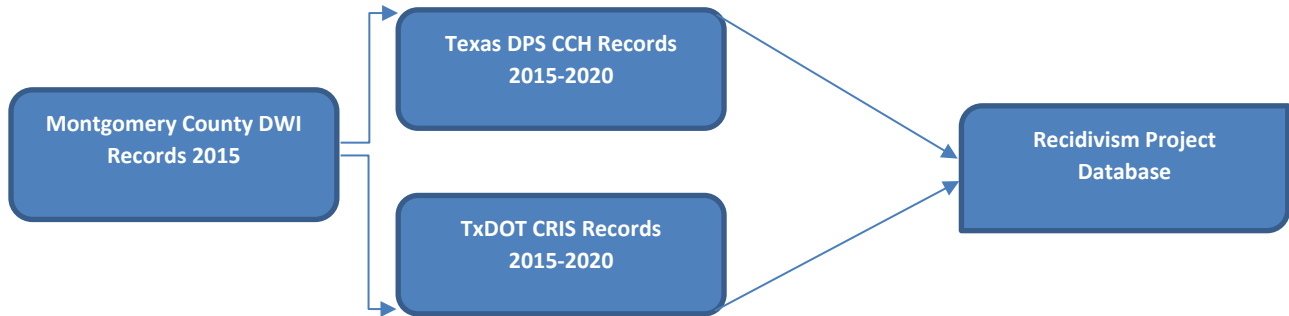 Montgomery County DWI
Records 2015
Texas DPS CCH Records
2015-2020
TxDOT CRIS Records
2015-2020
Recidivism Project
Database